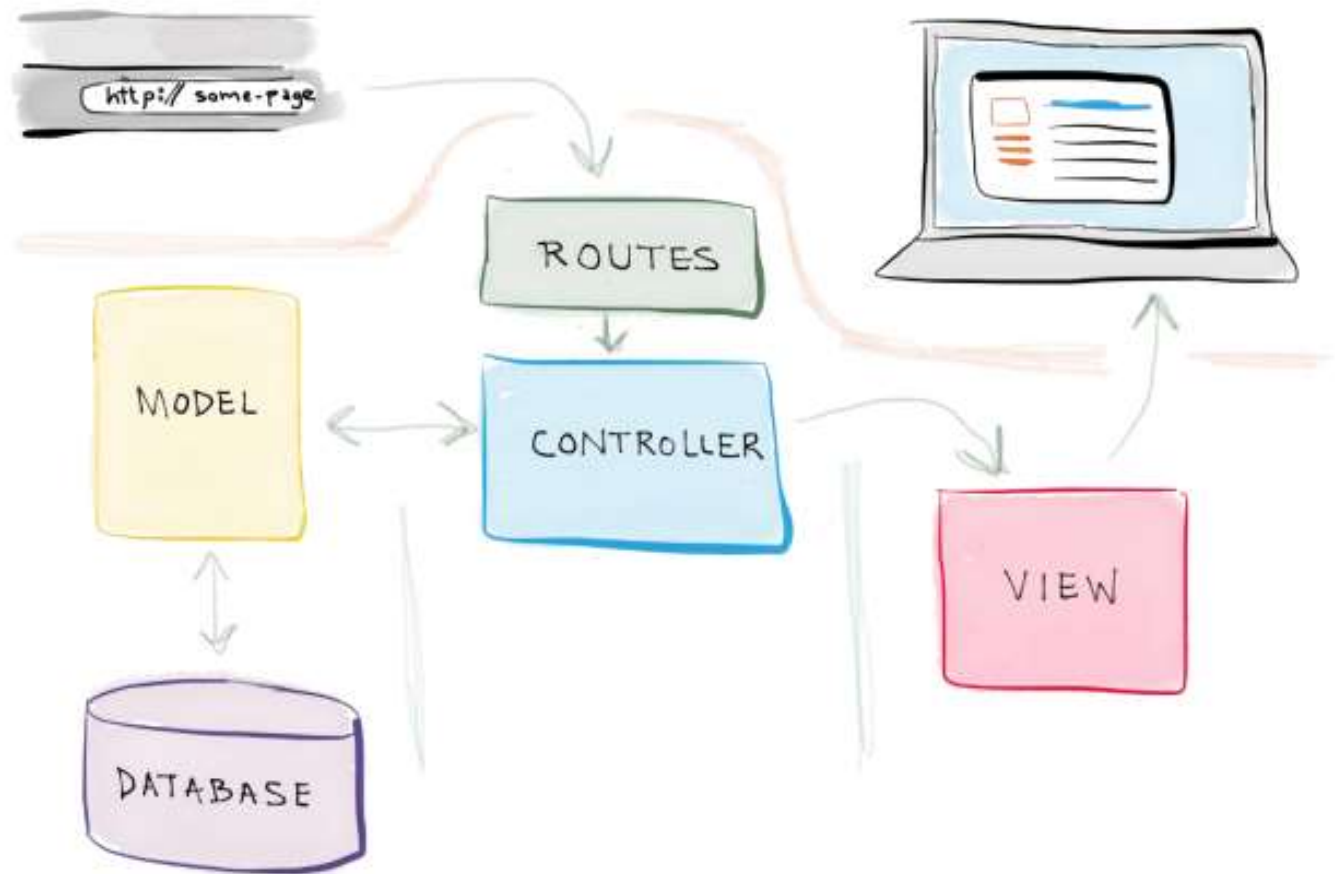 http:// some-page
ROUTES
MODEL
CONTROLLER
VIEW
DATABASE